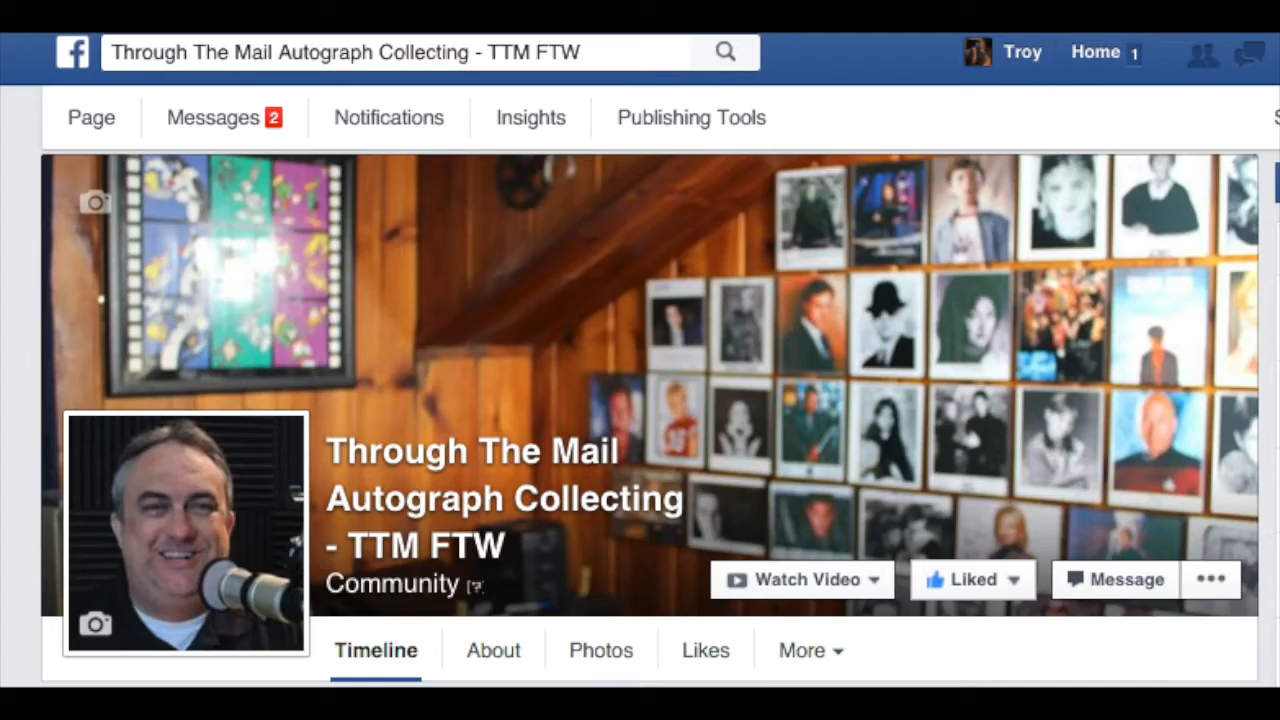 f Through The Mail Autograph Collecting - TTM FTW Troy Home 1
Page Messages 2 Notifications Insights Publishing Tools
Through The Mail
Autograph Collecting
- TTM FTW
Community [?]
Watch Video Liked Message
Timeline About Photos Likes More